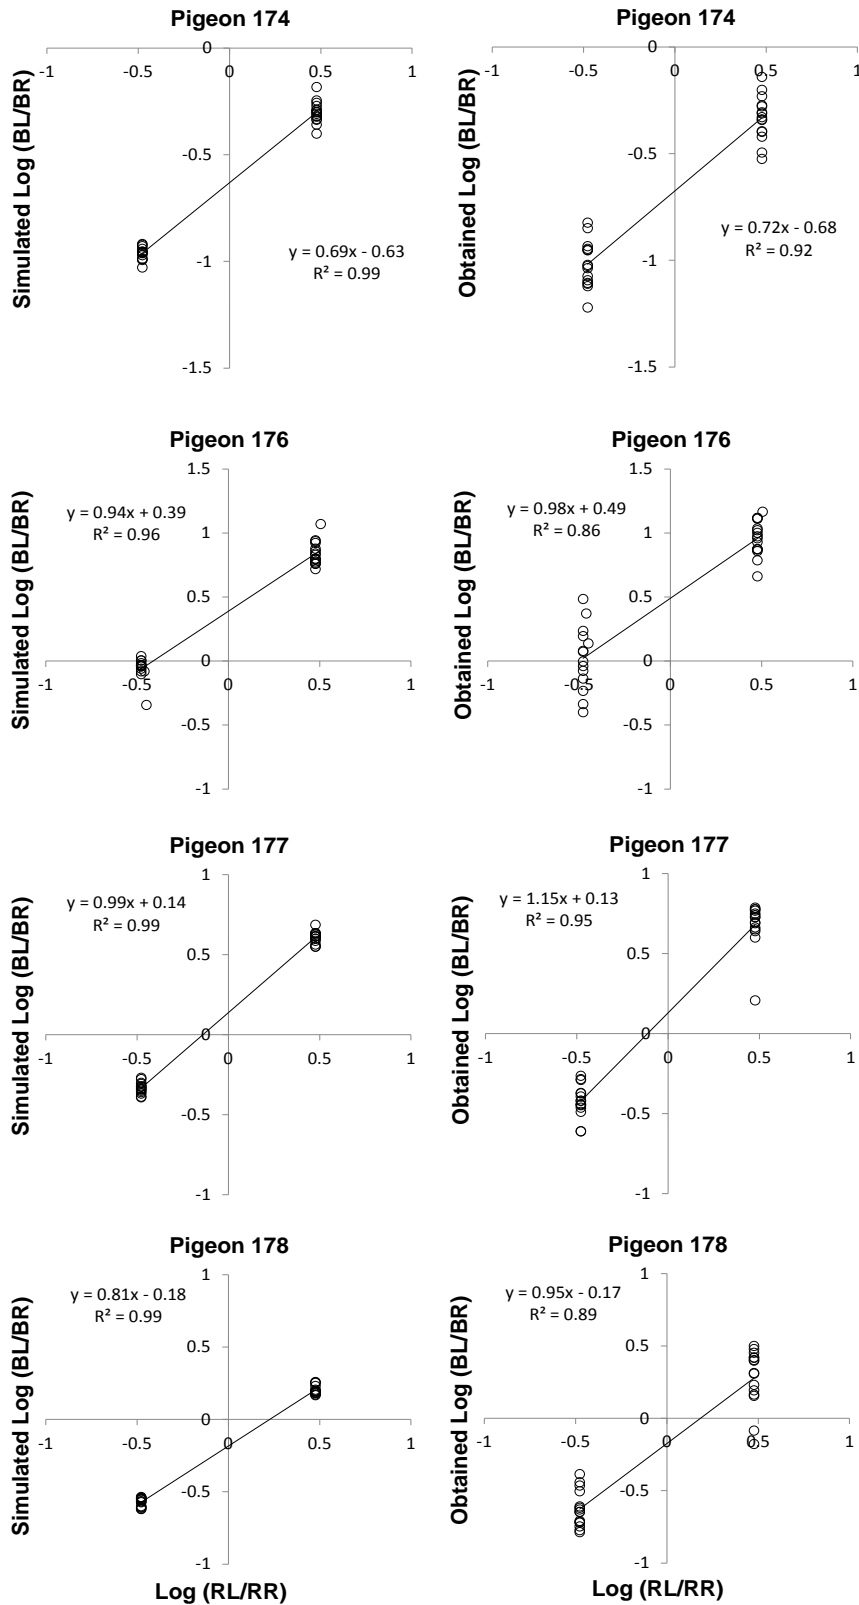 Pigeon 174
Simulated Log (BL/BR)
-1 -0.5 0 0.5 1
-0.5
-1
-1.5
y = 0.69x - 0.63
R² = 0.99
Pigeon 174
Obtained Log (BL/BR)
-1 -0.5 0 0.5 1
-0.5
-1
-1.5
y = 0.72x - 0.68
R² = 0.92
Pigeon 176
Simulated Log (BL/BR)
y = 0.94x + 0.39
R² = 0.96
1.5
1
0.5
0
-1 -0.5 0.5 1
-0.5
-1
Pigeon 176
Obtained Log (BL/BR)
y = 0.98x + 0.49
R² = 0.86
1.5
1
0.5
0
-1 -0.5 0.5 1
-0.5
-1
Pigeon 177
Simulated Log (BL/BR)
y = 0.99x + 0.14
R² = 0.99
1
0.5
0
-1 -0.5 0 0.5 1
-0.5
-1
Pigeon 177
Obtained Log (BL/BR)
y = 1.15x + 0.13
R² = 0.95
1
0.5
0
-1 -0.5 0 0.5 1
-0.5
-1
Pigeon 178
Simulated Log (BL/BR)
y = 0.81x - 0.18
R² = 0.99
1
0.5
0
-1 -0.5 0 0.5 1
-0.5
-1
Log (RL/RR)
Pigeon 178
Obtained Log (BL/BR)
y = 0.95x - 0.17
R² = 0.89
1
0.5
0
-1 -0.5 0 0.5 1
-0.5
-1
Log (RL/RR)